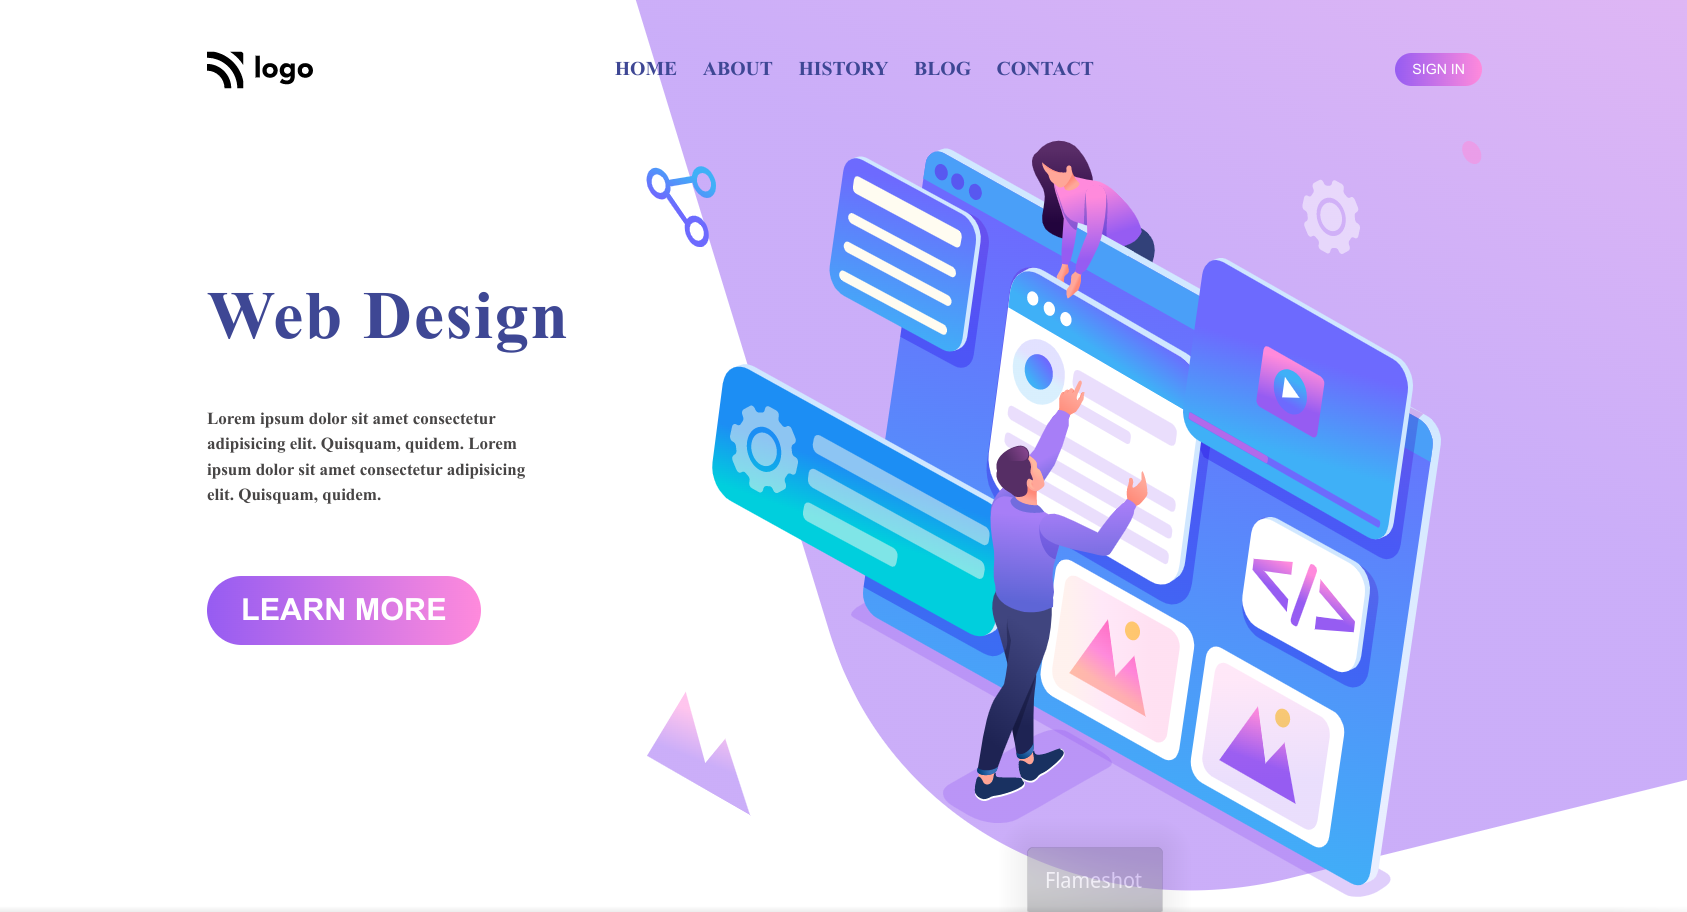 logo
HOME ABOUT HISTORY BLOG CONTACT
SIGN IN
Web Design
Lorem ipsum dolor sit amet consectetur
adipisicing elit. Quisquam, quidem. Lorem
ipsum dolor sit amet consectetur adipisicing
elit. Quisquam, quidem.
LEARN MORE
</>
Flameshot